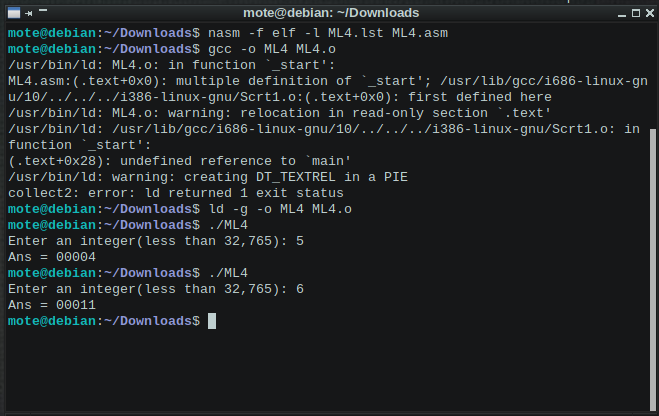 mote@debian: ~/Downloads
mote@debian:~/Downloads$ nasm -f elf -l ML4.lst ML4.asm
mote@debian:~/Downloads$ gcc -o ML4 ML4.o
/usr/bin/ld: ML4.o: in function `_start':
ML4.asm:(.text+0x0): multiple definition of `_start'; /usr/lib/gcc/i686-linux-gn
u/10/../../../i386-linux-gnu/Scrt1.o:(.text+0x0): first defined here
/usr/bin/ld: ML4.o: warning: relocation in read-only section `.text'
/usr/bin/ld: /usr/lib/gcc/i686-linux-gnu/10/../../../i386-linux-gnu/Scrt1.o: in
function `_start':
(.text+0x28): undefined reference to `main'
/usr/bin/ld: warning: creating DT_TEXTREL in a PIE
collect2: error: ld returned 1 exit status
mote@debian:~/Downloads$ ld -g -o ML4 ML4.o
mote@debian:~/Downloads$ ./ML4
Enter an integer(less than 32,765): 5
Ans = 00004
mote@debian:~/Downloads$ ./ML4
Enter an integer(less than 32,765): 6
Ans = 00011
mote@debian:~/Downloads$